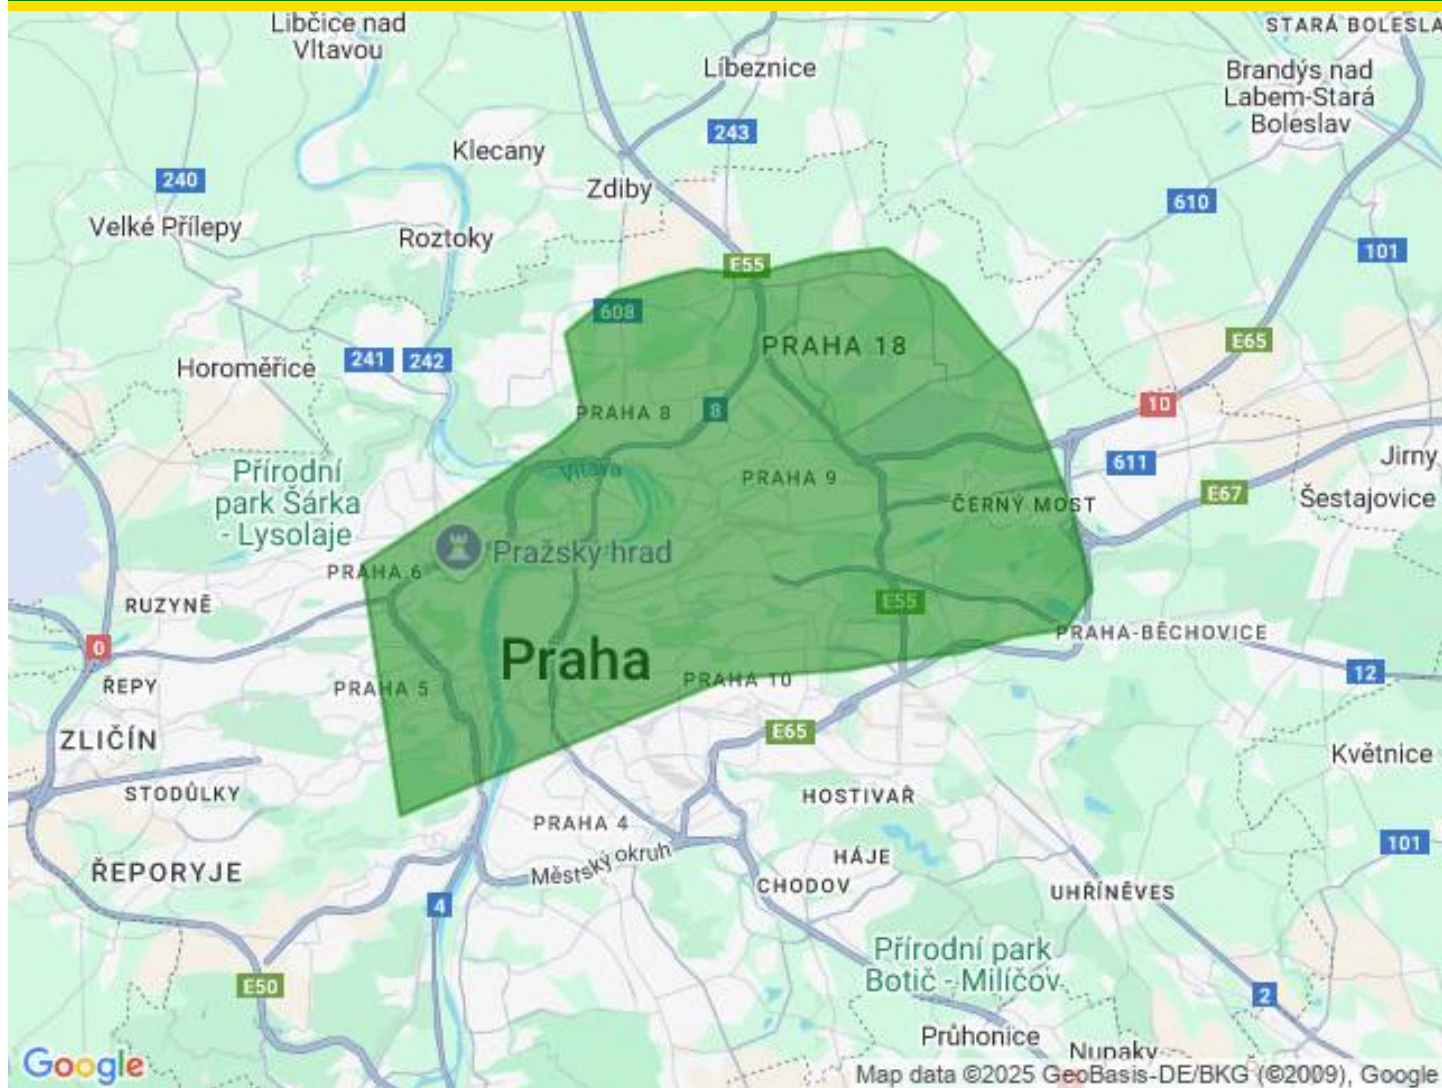 Libčice nad
Vltavou
STARÁ BOLESLA
Líbeznice
Brandýs nad
Labem-Stará
Boleslav
243
Klecany
240
Zdiby
610
Velké Přílepy
Roztoky
101
E55
608
E65
PRAHA 18
Horoměřice
241
242
10
PRAHA 8
8
Jirny
Přírodní
park Šárka
- Lysolaje
Vltava
PRAHA 9
611
E67
Šestajovice
ČERNÝ MOST
Pražský hrad
PRAHA 6
RUZYNĚ
E55
PRAHA-BĚCHOVICE
0
Praha
12
ŘEPY
PRAHA 5
PRAHA 10
ZLIČÍN
E65
Květnice
STODŮLKY
HOSTIVAŘ
PRAHA 4
101
Městský okruh
HÁJE
ŘEPORYJE
CHODOV
UHŘÍNĚVES
4
Přírodní park
Botič - Milíčov
E50
2
Průhonice
Nupaky
Google
Map data ©2025 GeoBasis-DE/BKG (©2009), Google